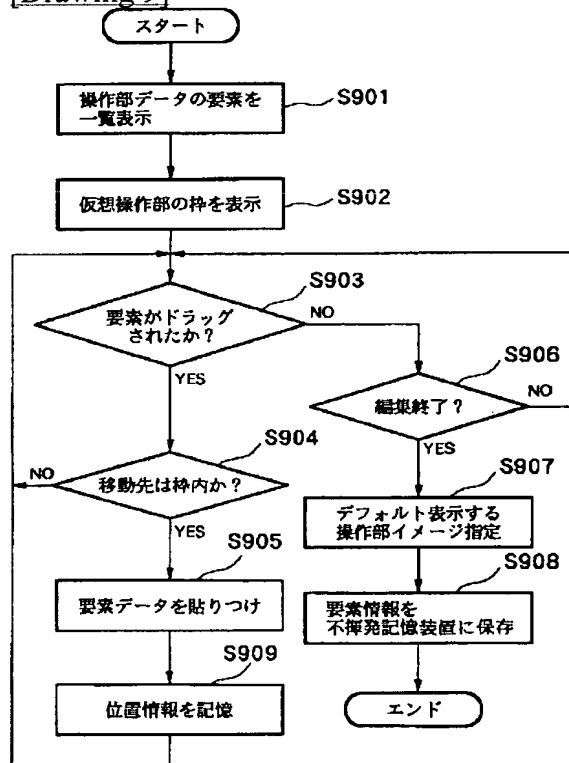 [Drawing 9]
スタート
操作部データの要素を
一覧表示
S901
仮想操作部の枠を表示
S902
S903
要素がドラッグ
されたか？
NO
YES
S906
編集終了？
NO
YES
S904
移動先は枠内か？
NO
YES
S907
デフォルト表示する
操作部イメージ指定
S905
要素データを貼りつけ
S908
要素情報を
不揮発記憶装置に保存
S909
位置情報を記憶
エンド